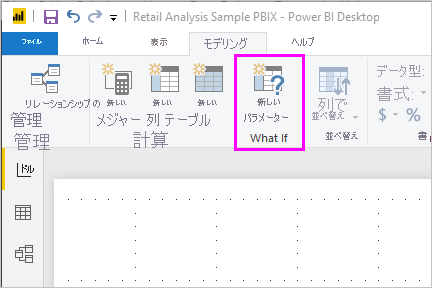 Retail Analysis Sample PBIX - Power BI Desktop
ファイル ホーム 表示 モデリング ヘルプ
リレーションシップの
管理
管理
新しい 新しい 新しい
メジャー 列 テーブル
計算
新しい
パラメーター
What If
列で
並べ替え
並べ替え
データ型:
書式:
$ %
書